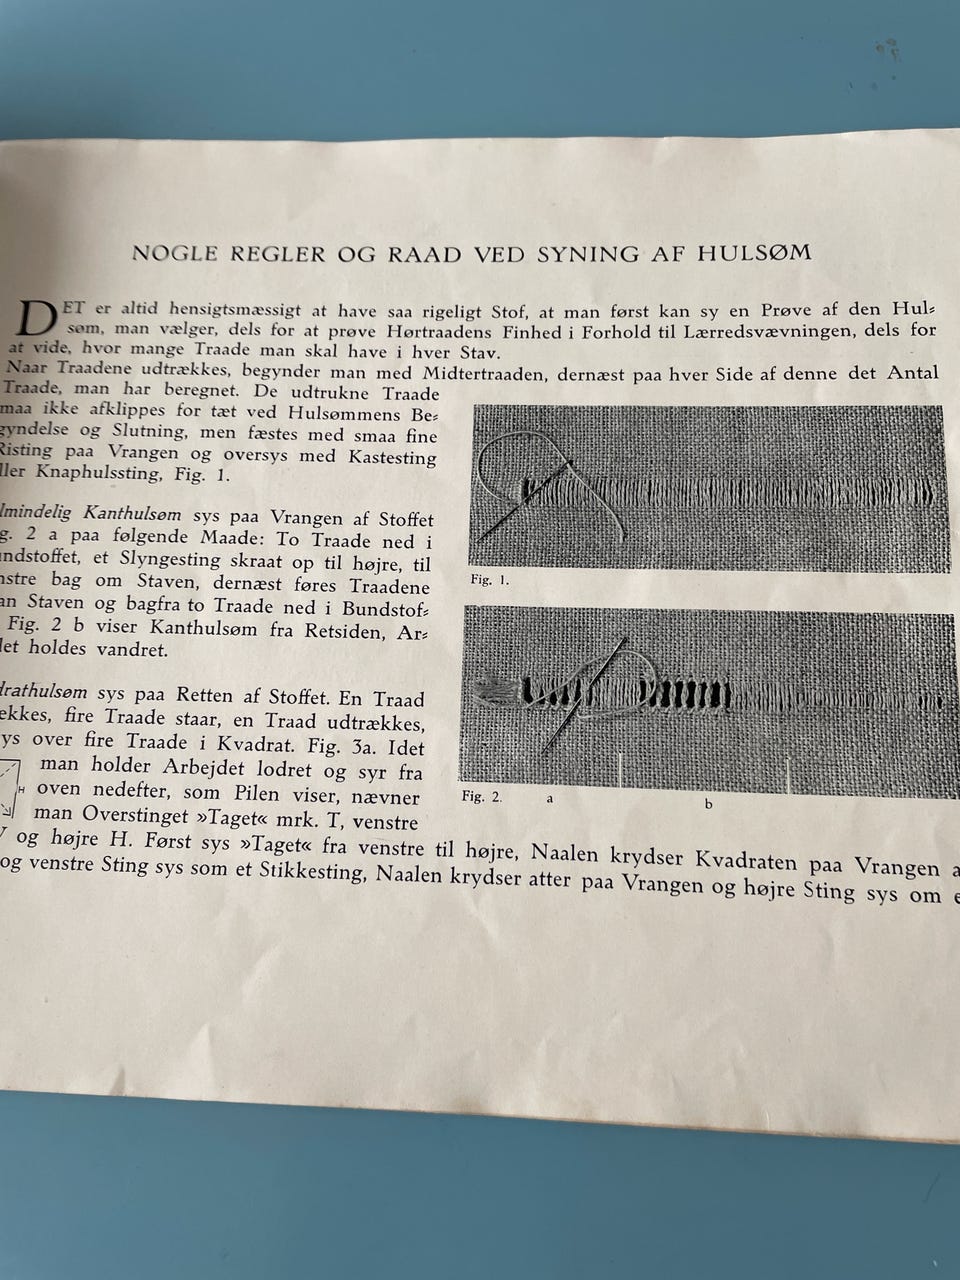 NOGLE REGLER OG RAAD VED SYNING AF HULSØM
DET er altid hensigtsmæssigt at have saa rigeligt Stof, at man først kan sy en Prøve af den Hul-
søm, man vælger, dels for at prøve Hørtraadens Finhed i Forhold til Lærredsvævningen, dels for
at vide, hvor mange Traade man skal have i hver Stav.
Naar Traadene udtrækkes, begynder man med Midtertraaden, dernæst paa hver Side af denne det Antal
Traade, man har beregnet. De udtrukne Traade
maa ikke afklippes for tæt ved Hulsømmens Be-
gyndelse og Slutning, men fæstes med smaa fine
Risting paa Vrangen og oversys med Kastesting
ller Knaphulssting, Fig. 1.
lmindelig Kanthulsøm sys paa Vrangen af Stoffet
g. 2 a paa følgende Maade: To Traade ned i
ndstoffet, et Slyngesting skraat op til højre, til
nstre bag om Staven, dernæst føres Traadene
an Staven og bagfra to Traade ned i Bundstof-
Fig. 2 b viser Kanthulsøm fra Retsiden, Ar-
det holdes vandret.
drathulsøm sys paa Retten af Stoffet. En Traad
ekkes, fire Traade staar, en Traad udtrækkes,
ys over fire Traade i Kvadrat. Fig. 3a. Idet
man holder Arbejdet lodret og syr fra
H oven nedefter, som Pilen viser, nævner
man Overstinget »Taget« mrk. T, venstre
V og højre H. Først sys »Taget« fra venstre til højre, Naalen krydser Kvadraten paa Vrangen a
og venstre Sting sys som et Stikkesting, Naalen krydser atter paa Vrangen og højre Sting sys om e
Fig. 1.
Fig. 2. a b